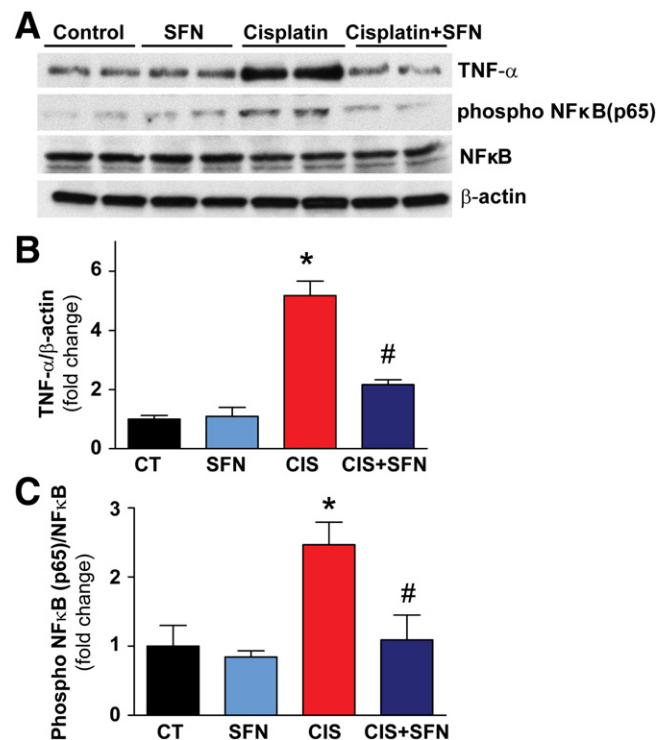 A
Control SFN Cisplatin Cisplatin+SFN
TNF-α
phospho NFκB(p65)
NFκB
β-actin
B
TNF-α/β-actin
(fold change)
6
4
2
0
*
#
CT SFN CIS CIS+SFN
C
Phospho NFκB (p65)/NFκB
(fold change)
3
2
1
0
*
#
CT SFN CIS CIS+SFN